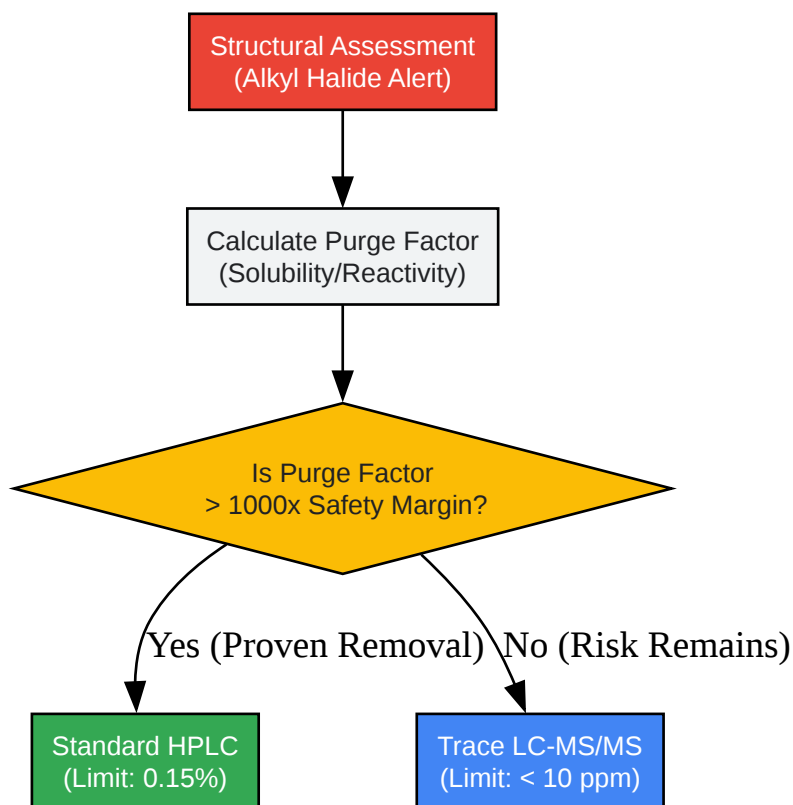 Structural Assessment
(Alkyl Halide Alert)
Calculate Purge Factor
(Solubility/Reactivity)
Is Purge Factor
> 1000x Safety Margin?
Yes (Proven Removal)
No (Risk Remains)
Standard HPLC
(Limit: 0.15%)
Trace LC-MS/MS
(Limit: < 10 ppm)